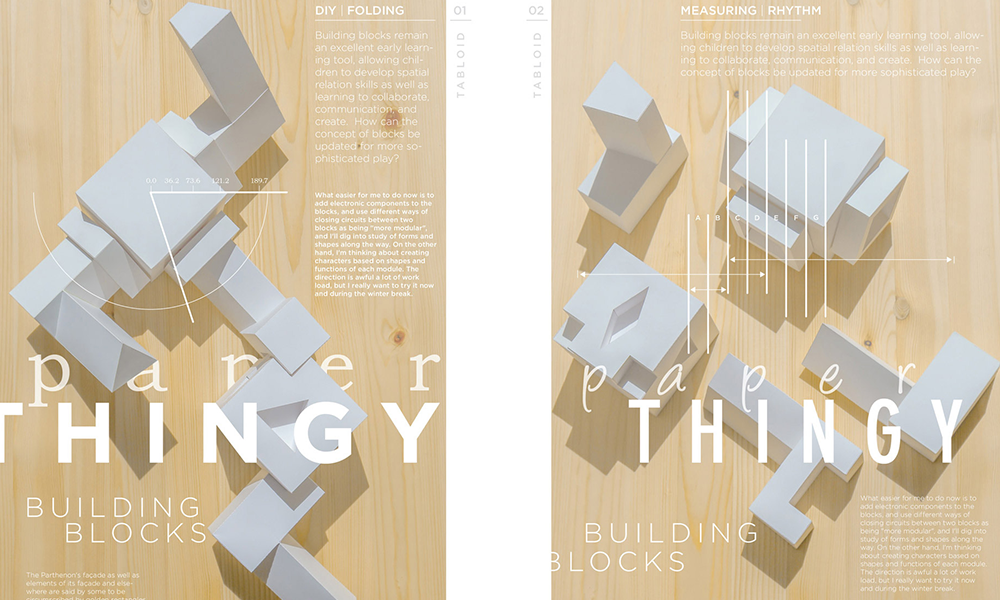 DIY | FOLDING
Building blocks remain
an excellent early learn-
ing tool, allowing chil-
dren to develop spatial
relation skills as well as
learning to collaborate,
communication, and
create. How can the
concept of blocks be
updated for more so-
phisticated play?
01
TABLOID
0.0 36.2 73.6 121.2 189.7
What easier for me to do now is to
add electronic components to the
blocks, and use different ways of
closing circuits between two
blocks as being "more modular",
and I'll dig into study of forms and
shapes along the way. On the other
hand, I'm thinking about creating
characters based on shapes and
functions of each module. The
direction is awful a lot of work
load, but I really want to try it now
and during the winter break.
paper
THINGY
BUILDING
BLOCKS
The Parthenon's façade as well as
elements of its façade and else-
where are said by some to be
circumscribed by golden rectangles
02
TABLOID
MEASURING | RHYTHM
Building blocks remain an excellent early learning tool, allow-
ing children to develop spatial relation skills as well as learn-
ing to collaborate, communication, and create. How can the
concept of blocks be updated for more sophisticated play?
A B C D E F G
paper
THINGY
BUILDING
BLOCKS
What easier for me to do now is to
add electronic components to the
blocks, and use different ways of
closing circuits between two blocks as
being "more modular", and I'll dig into
study of forms and shapes along the
way. On the other hand, I'm thinking
about creating characters based on
shapes and functions of each module.
The direction is awful a lot of work
load, but I really want to try it now
and during the winter break.